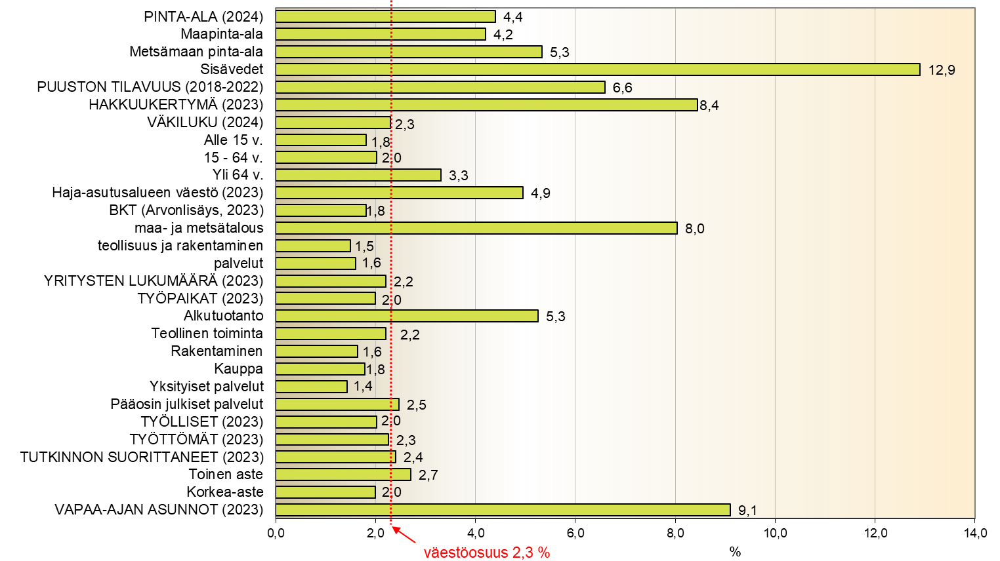 PINTA-ALA (2024) 4,4
Maapinta-ala 4,2
Metsämaan pinta-ala 5,3
Sisävedet 12,9
PUUSTON TILAVUUS (2018-2022) 6,6
HAKKUUKERTYMÄ (2023) 8,4
VÄKILUKU (2024) 2,3
Alle 15 v. 1,8
15 - 64 v. 2,0
Yli 64 v. 3,3
Haja-asutusalueen väestö (2023) 4,9
BKT (Arvonlisäys, 2023) 1,8
maa- ja metsätalous 8,0
teollisuus ja rakentaminen 1,5
palvelut 1,6
YRITYSTEN LUKUMÄÄRÄ (2023) 2,2
TYÖPAIKAT (2023) 2,0
Alkutuotanto 5,3
Teollinen toiminta 2,2
Rakentaminen 1,6
Kauppa 1,8
Yksityiset palvelut 1,4
Pääosin julkiset palvelut 2,5
TYÖLLISET (2023) 2,0
TYÖTTÖMÄT (2023) 2,3
TUTKINNON SUORITTANEET (2023) 2,4
Toinen aste 2,7
Korkea-aste 2,0
VAPAA-AJAN ASUNNOT (2023) 9,1
0,0 2,0 4,0 6,0 8,0 10,0 12,0 14,0
väestöosuus 2,3 % %